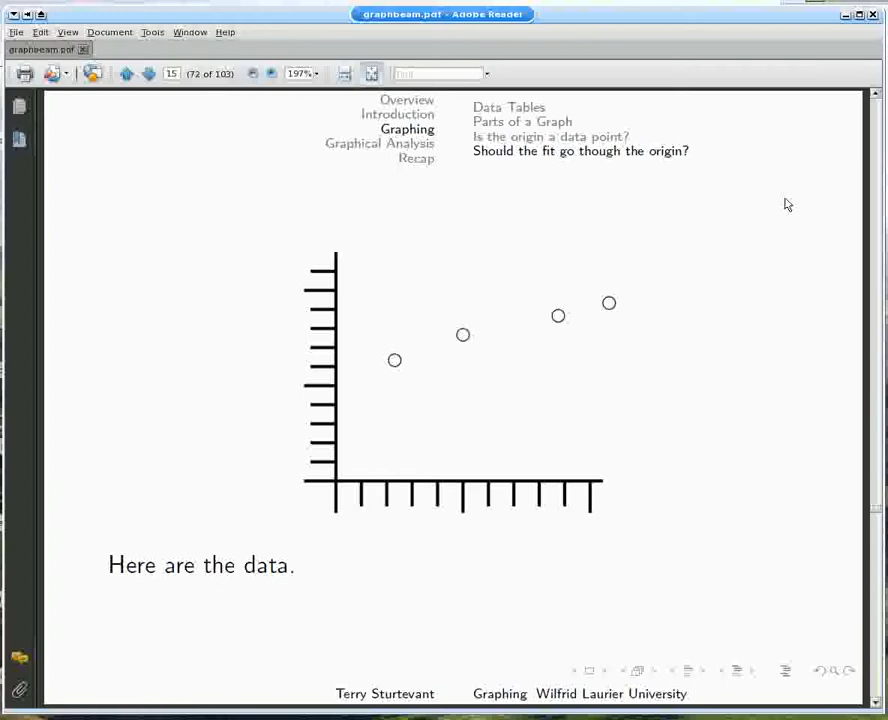 graphbeam.pdf - Adobe Reader
File Edit View Document Tools Window Help
graphbeam.pdf
15 (72 of 103) 197% Find
Overview
Introduction
Graphing
Graphical Analysis
Recap
Data Tables
Parts of a Graph
Is the origin a data point?
Should the fit go though the origin?
Here are the data.
Terry Sturtevant Graphing Wilfrid Laurier University